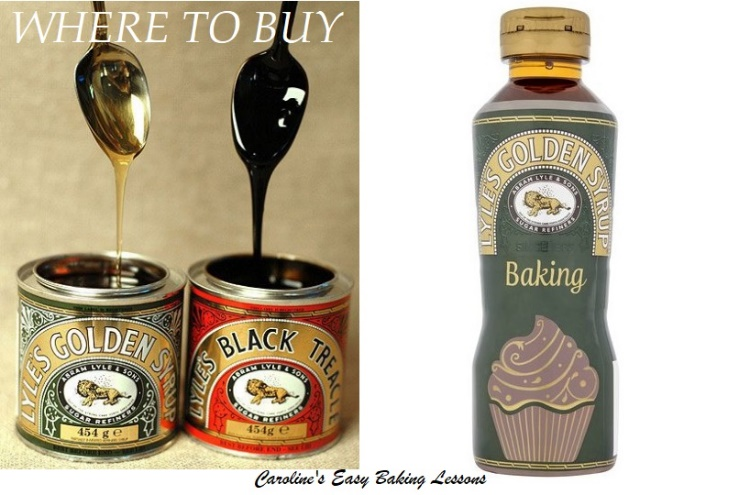 WHERE TO BUY
LYLE'S GOLDEN SYRUP
ABRAM LYLE & SONS
SUGAR REFINERS
454 g e
LYLE'S BLACK TREACLE
ABRAM LYLE & SONS
SUGAR REFINERS
454g e
LYLE'S GOLDEN SYRUP
ABRAM LYLE & SONS
SUGAR REFINERS
Baking
Caroline's Easy Baking Lessons